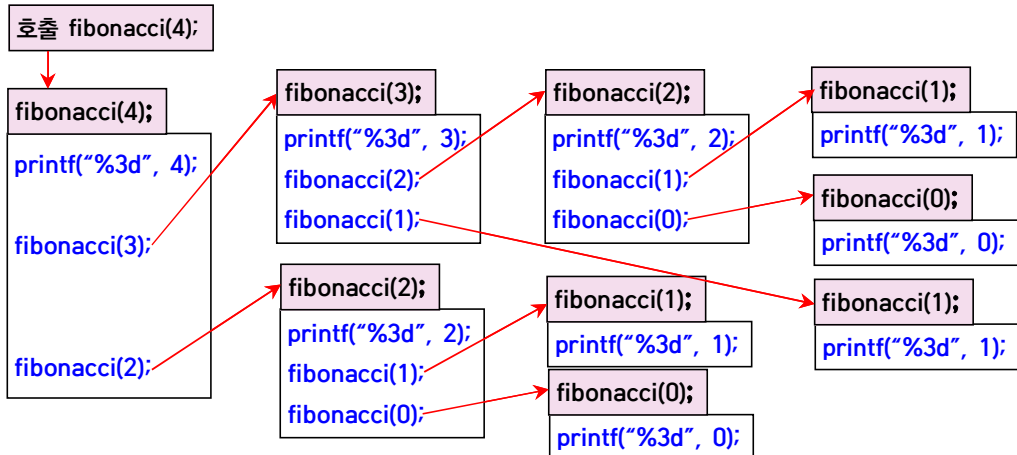 호출 fibonacci(4);
fibonacci(4);
printf(“%3d”, 4);
fibonacci(3);
fibonacci(2);
fibonacci(3);
printf(“%3d”, 3);
fibonacci(2);
fibonacci(1);
fibonacci(2);
printf(“%3d”, 2);
fibonacci(1);
fibonacci(0);
fibonacci(1);
printf(“%3d”, 1);
fibonacci(0);
printf(“%3d”, 0);
fibonacci(1);
printf(“%3d”, 1);
fibonacci(2);
printf(“%3d”, 2);
fibonacci(1);
fibonacci(0);
fibonacci(1);
printf(“%3d”, 1);
fibonacci(0);
printf(“%3d”, 0);